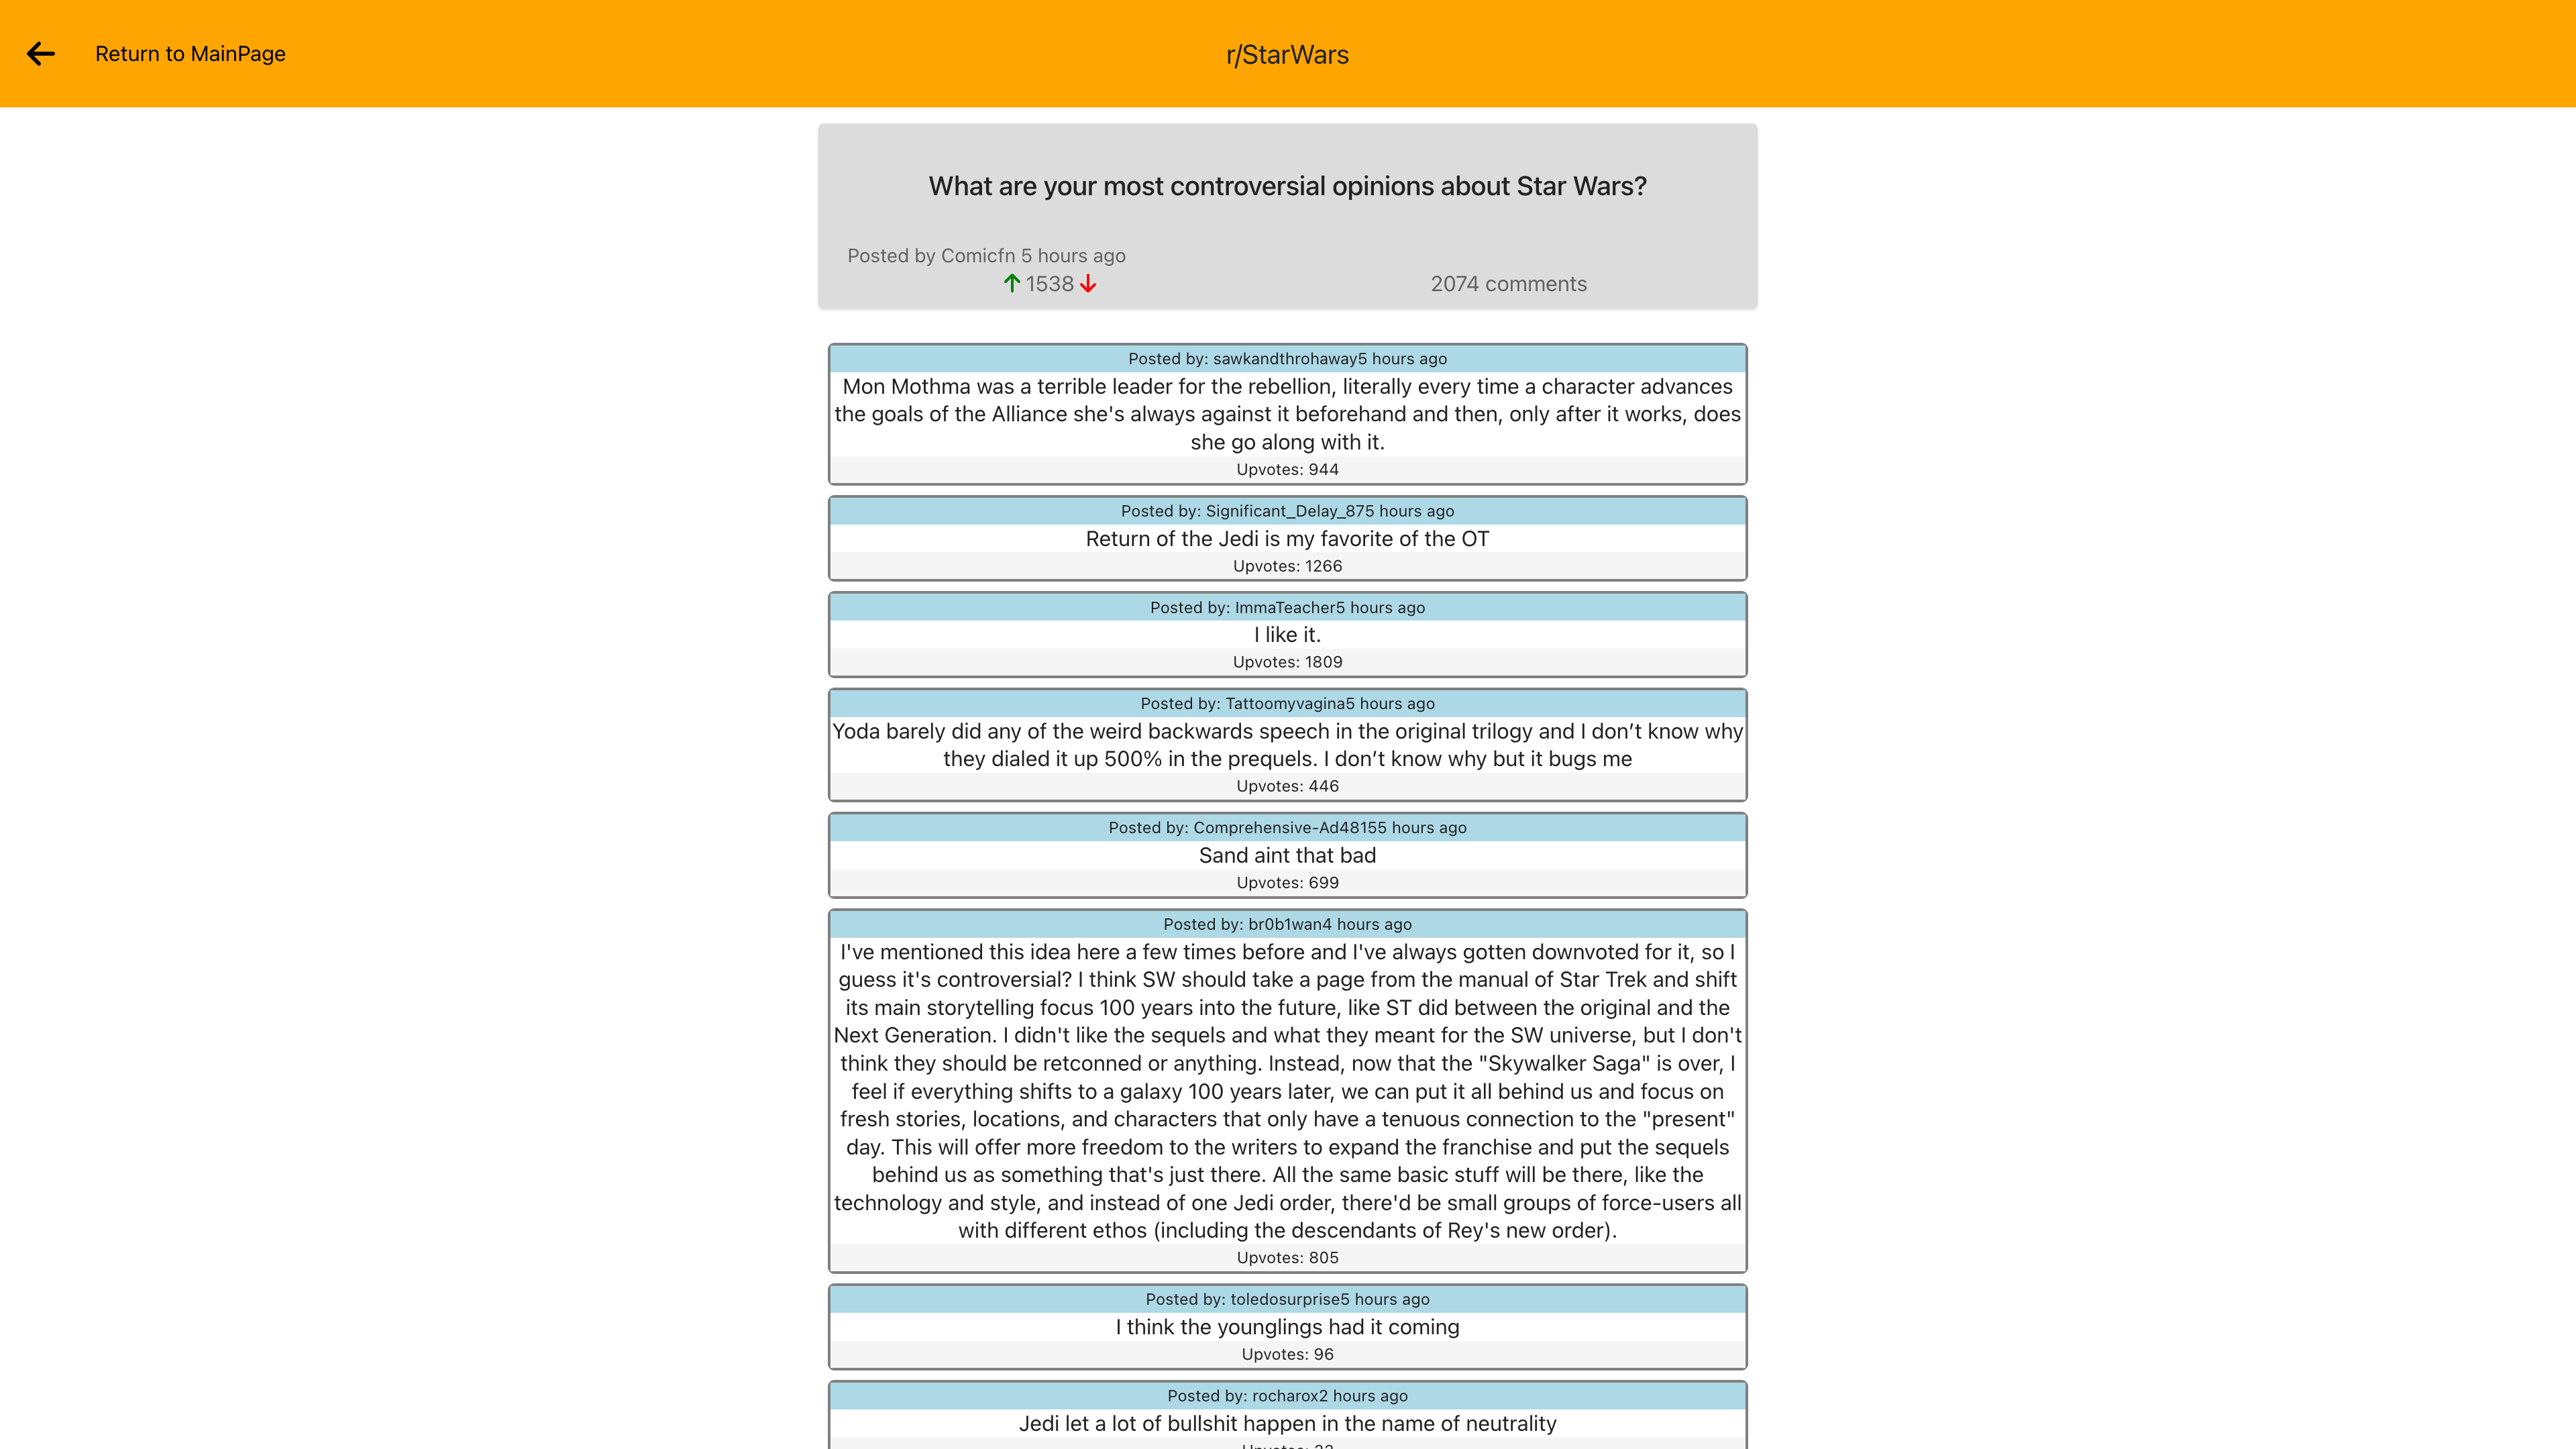 Return to MainPage
r/StarWars
What are your most controversial opinions about Star Wars?
Posted by Comicfn 5 hours ago
1538
2074 comments
Posted by: sawkandthrohaway5 hours ago
Mon Mothma was a terrible leader for the rebellion, literally every time a character advances
the goals of the Alliance she's always against it beforehand and then, only after it works, does
she go along with it.
Upvotes: 944
Posted by: Significant_Delay_875 hours ago
Return of the Jedi is my favorite of the OT
Upvotes: 1266
Posted by: ImmaTeacher5 hours ago
I like it.
Upvotes: 1809
Posted by: Tattoomyvagina5 hours ago
Yoda barely did any of the weird backwards speech in the original trilogy and I don’t know why
they dialed it up 500% in the prequels. I don’t know why but it bugs me
Upvotes: 446
Posted by: Comprehensive-Ad48155 hours ago
Sand aint that bad
Upvotes: 699
Posted by: br0b1wan4 hours ago
I've mentioned this idea here a few times before and I've always gotten downvoted for it, so I
guess it's controversial? I think SW should take a page from the manual of Star Trek and shift
its main storytelling focus 100 years into the future, like ST did between the original and the
Next Generation. I didn't like the sequels and what they meant for the SW universe, but I don't
think they should be retconned or anything. Instead, now that the "Skywalker Saga" is over, I
feel if everything shifts to a galaxy 100 years later, we can put it all behind us and focus on
fresh stories, locations, and characters that only have a tenuous connection to the "present"
day. This will offer more freedom to the writers to expand the franchise and put the sequels
behind us as something that's just there. All the same basic stuff will be there, like the
technology and style, and instead of one Jedi order, there'd be small groups of force-users all
with different ethos (including the descendants of Rey's new order).
Upvotes: 805
Posted by: toledosurprise5 hours ago
I think the younglings had it coming
Upvotes: 96
Posted by: rocharox2 hours ago
Jedi let a lot of bullshit happen in the name of neutrality